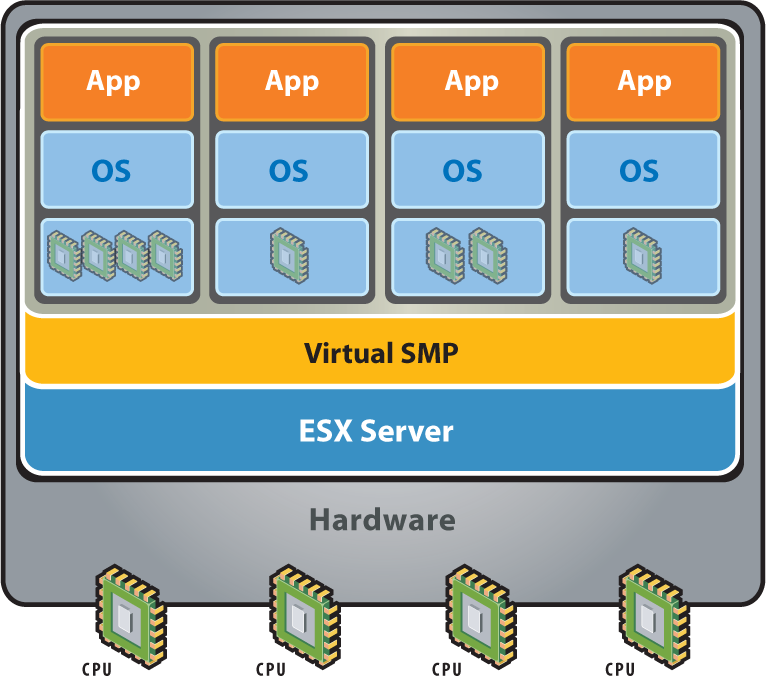 App App App App
OS OS OS OS
Virtual SMP
ESX Server
Hardware
CPU CPU CPU CPU